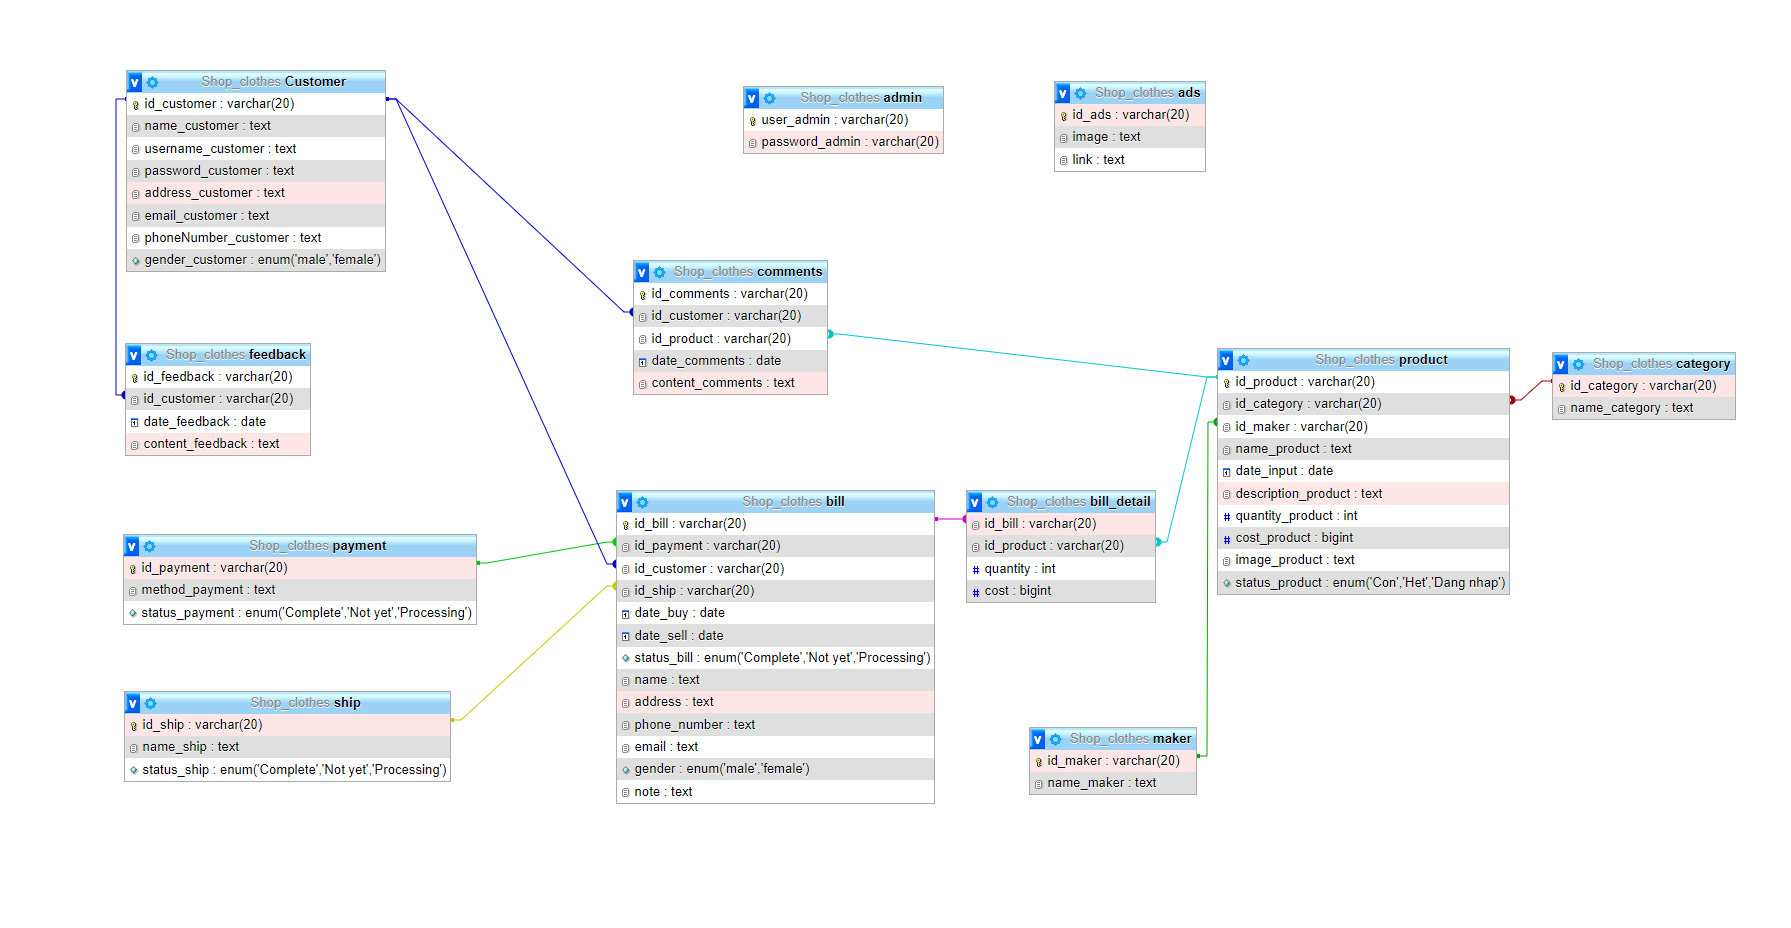 v Shop_clothes Customer
id_customer : varchar(20)
name_customer : text
username_customer : text
password_customer : text
address_customer : text
email_customer : text
phoneNumber_customer : text
gender_customer : enum('male','female')
v Shop_clothes admin
user_admin : varchar(20)
password_admin : varchar(20)
v Shop_clothes ads
id_ads : varchar(20)
image : text
link : text
v Shop_clothes comments
id_comments : varchar(20)
id_customer : varchar(20)
id_product : varchar(20)
date_comments : date
content_comments : text
v Shop_clothes feedback
id_feedback : varchar(20)
id_customer : varchar(20)
date_feedback : date
content_feedback : text
v Shop_clothes product
id_product : varchar(20)
id_category : varchar(20)
id_maker : varchar(20)
name_product : text
date_input : date
description_product : text
# quantity_product : int
# cost_product : bigint
image_product : text
status_product : enum('Con','Het','Dang nhap')
v Shop_clothes category
id_category : varchar(20)
name_category : text
v Shop_clothes bill
id_bill : varchar(20)
id_payment : varchar(20)
id_customer : varchar(20)
id_ship : varchar(20)
date_buy : date
date_sell : date
status_bill : enum('Complete','Not yet','Processing')
name : text
address : text
phone_number : text
email : text
gender : enum('male','female')
note : text
v Shop_clothes bill_detail
id_bill : varchar(20)
id_product : varchar(20)
# quantity : int
# cost : bigint
v Shop_clothes payment
id_payment : varchar(20)
method_payment : text
status_payment : enum('Complete','Not yet','Processing')
v Shop_clothes ship
id_ship : varchar(20)
name_ship : text
status_ship : enum('Complete','Not yet','Processing')
v Shop_clothes maker
id_maker : varchar(20)
name_maker : text